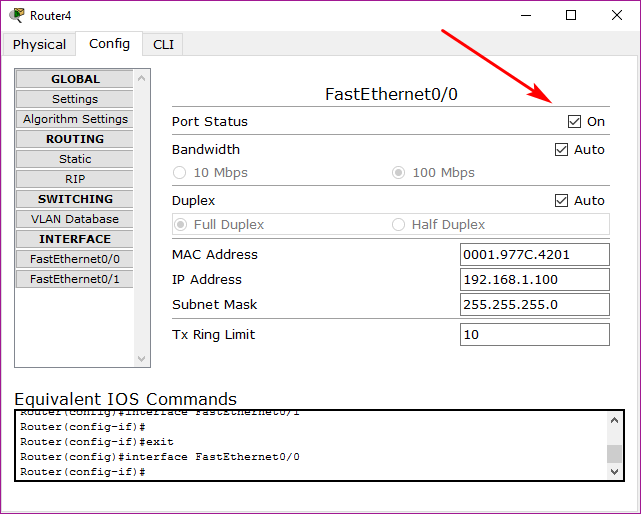 Router4
Physical Config CLI
GLOBAL
Settings
Algorithm Settings
ROUTING
Static
RIP
SWITCHING
VLAN Database
INTERFACE
FastEthernet0/0
FastEthernet0/1
FastEthernet0/0
Port Status On
Bandwidth Auto
10 Mbps 100 Mbps
Duplex Auto
Full Duplex Half Duplex
MAC Address 0001.977C.4201
IP Address 192.168.1.100
Subnet Mask 255.255.255.0
Tx Ring Limit 10
Equivalent IOS Commands
Router(config)#interface FastEthernet0/1
Router(config-if)#
Router(config-if)#exit
Router(config)#interface FastEthernet0/0
Router(config-if)#